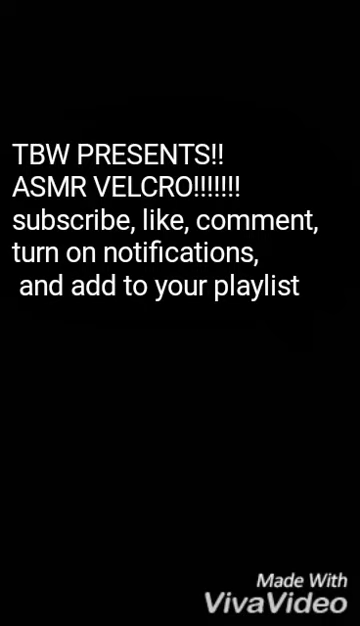 TBW PRESENTS!!
ASMR VELCRO!!!!!!!
subscribe, like, comment,
turn on notifications,
and add to your playlist
Made With
VivaVideo